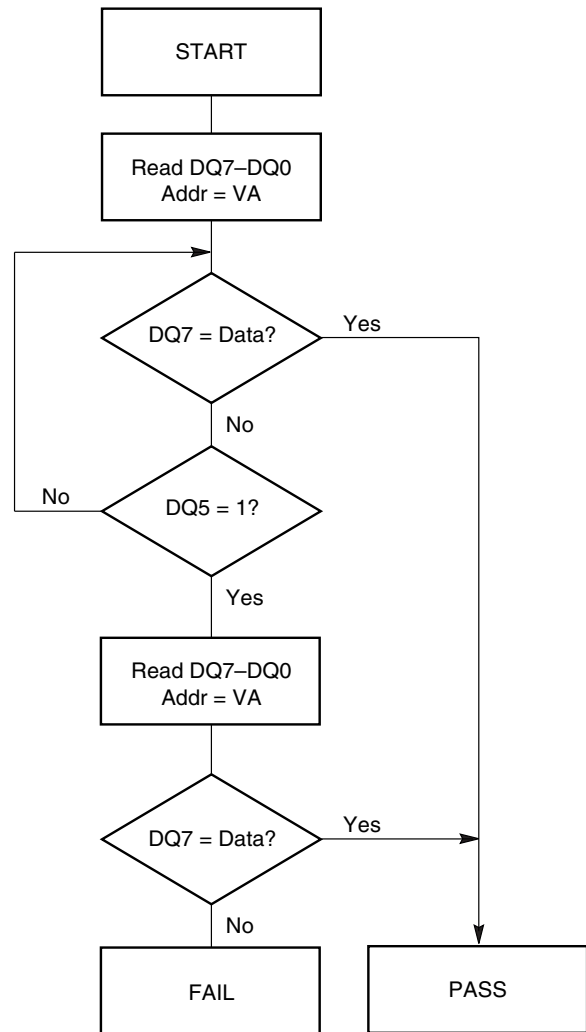 START
Read DQ7–DQ0
Addr = VA
DQ7 = Data?
Yes
No
No
DQ5 = 1?
Yes
Read DQ7–DQ0
Addr = VA
DQ7 = Data?
Yes
No
FAIL
PASS